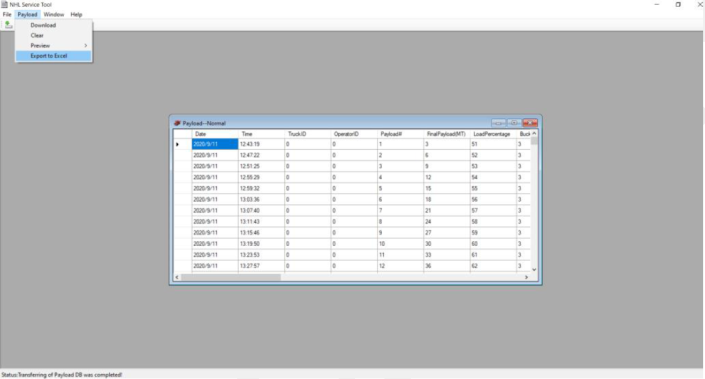 NHL Service Tool
File Payload Window Help
Download
Clear
Preview >
Export to Excel
Payload--Normal
Date Time TruckID OperatorID Payload# FinalPayload(MT) LoadPercentage Buck
2020/9/11 12:43:19 0 0 1 3 51 3
2020/9/11 12:47:22 0 0 2 6 52 3
2020/9/11 12:51:25 0 0 3 9 53 3
2020/9/11 12:55:29 0 0 4 12 54 3
2020/9/11 12:59:32 0 0 5 15 55 3
2020/9/11 13:03:36 0 0 6 18 56 3
2020/9/11 13:07:40 0 0 7 21 57 3
2020/9/11 13:11:43 0 0 8 24 58 3
2020/9/11 13:15:46 0 0 9 27 59 3
2020/9/11 13:19:50 0 0 10 30 60 3
2020/9/11 13:23:53 0 0 11 33 61 3
2020/9/11 13:27:57 0 0 12 36 62 3
Status:Transferring of Payload DB was completed!